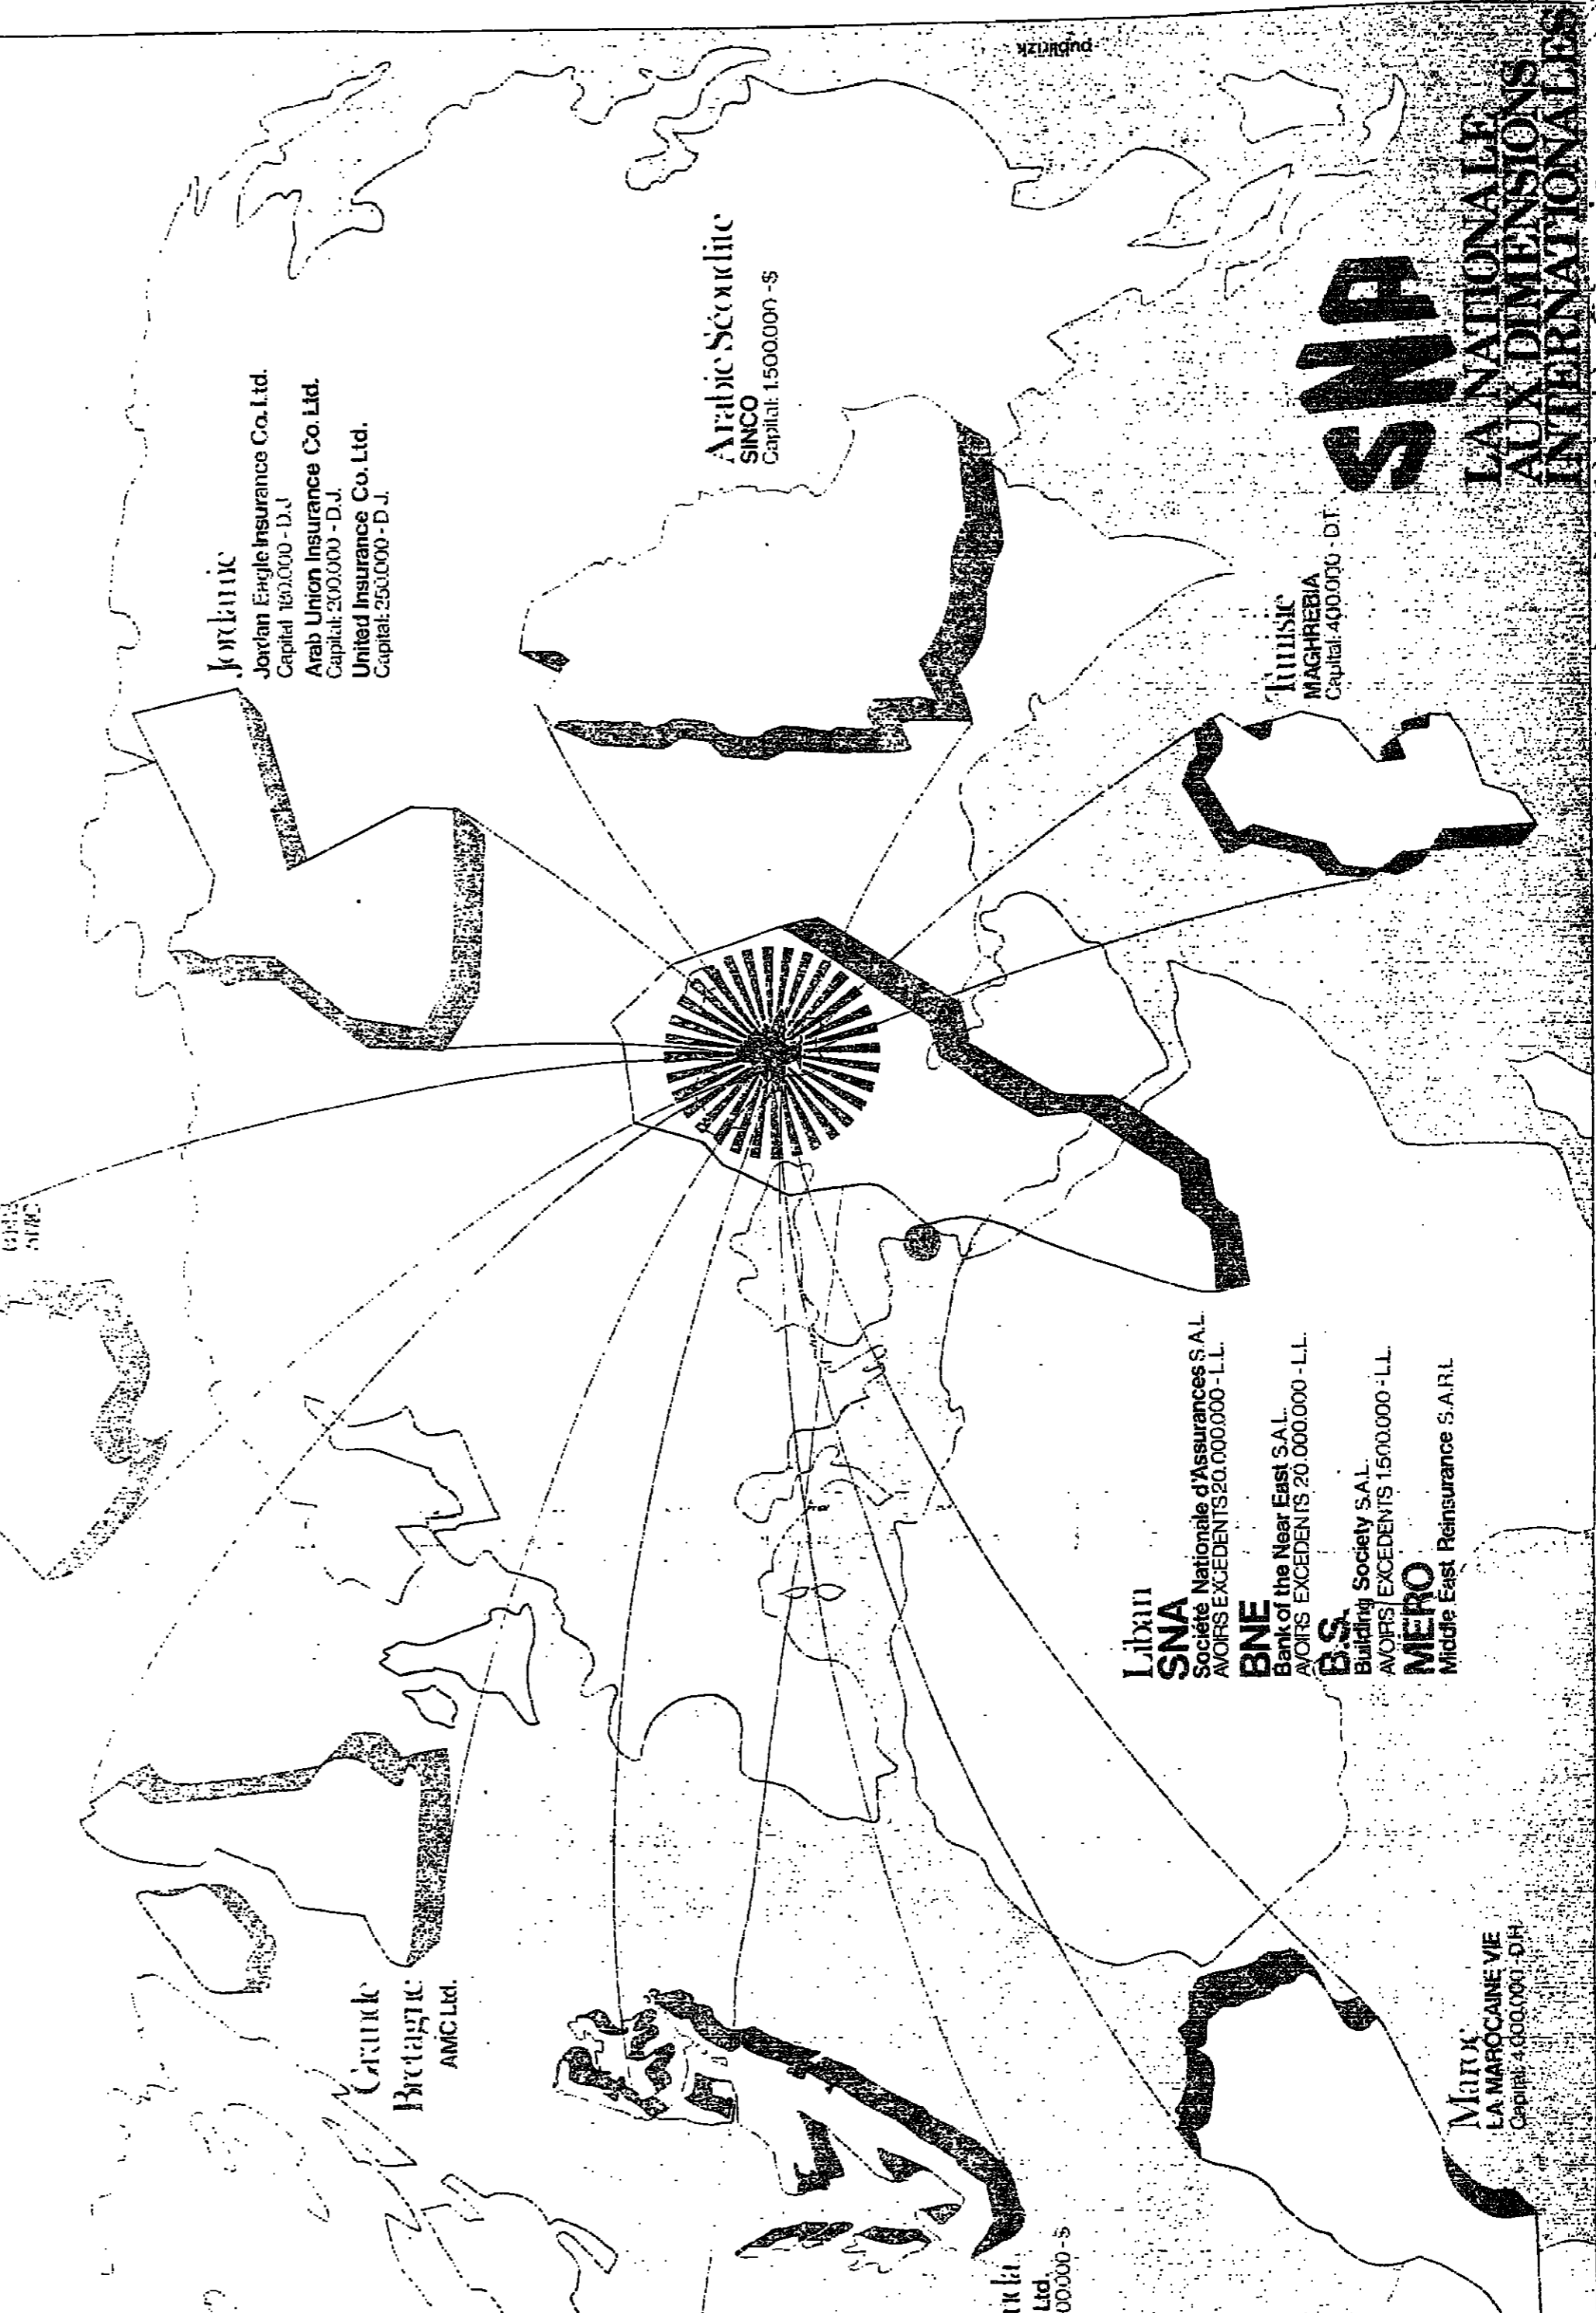 publirizk
Jordanie
Jordan Eagle Insurance Co. Ltd.
Arab Union Insurance Co. Ltd.
Capital: 200.000 - D.J.
United Insurance Co. Ltd.
Capital: 250.000 - D.J.
Arabie Séoudite
SINCO
Capital: 1.500.000 -$
Tunisie
MAGHREBIA
Capital: 400.000 - D.T.
SNA
LA NATIONALE
AUX DIMENSIONS
INTERNATIONALES
Liban
SNA
Société Nationale d'Assurances S.A.L.
AVOIRS EXCEDENTS 20.000.000 - L.L.
BNE
Bank of the Near East S.A.L.
AVOIRS EXCEDENTS 20.000.000 - L.L.
B.S.
Building Society S.A.L.
AVOIRS EXCEDENTS 1.500.000 - L.L.
MERO
Middle East Reinsurance S.A.R.L.
Grande
Bretagne
AMC Ltd.
Maroc
LA MAROCAINE VIE
Capital: 4.000.000 - D.H.
Ltd.
00.000 -$